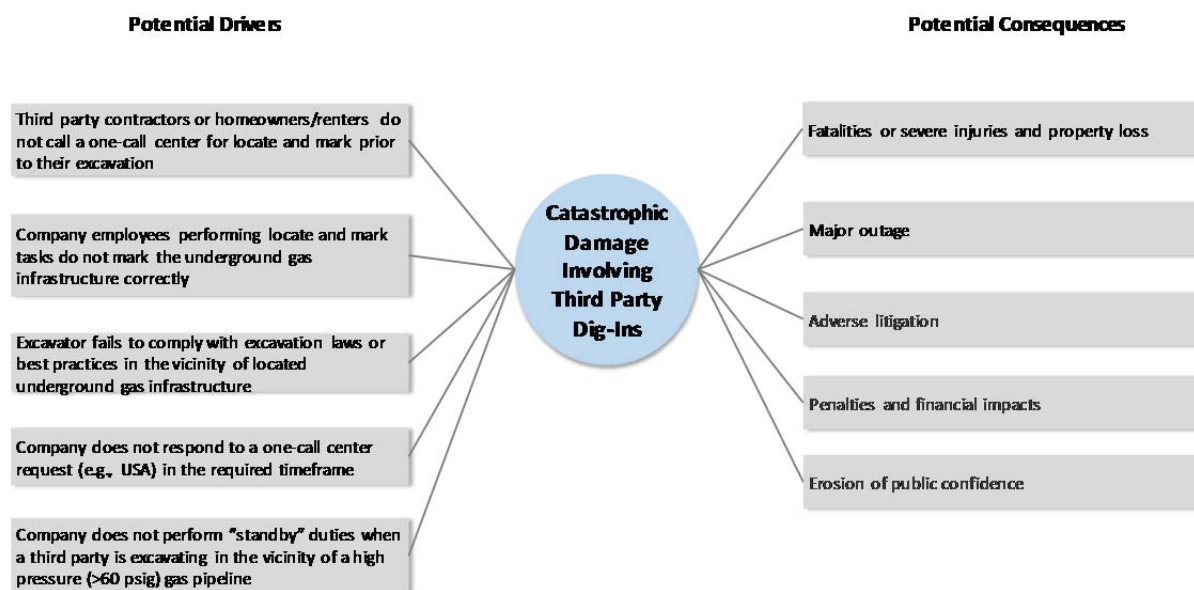 Potential Drivers
Third party contractors or homeowners/renters do
not call a one-call center for locate and mark prior
to their excavation
Company employees performing locate and mark
tasks do not mark the underground gas
infrastructure correctly
Excavator fails to comply with excavation laws or
best practices in the vicinity of located
underground gas infrastructure
Company does not respond to a one-call center
request (e.g., USA) in the required timeframe
Company does not perform “standby” duties when
a third party is excavating in the vicinity of a high
pressure (>60 psig) gas pipeline
Catastrophic
Damage
Involving
Third Party
Dig-Ins
Potential Consequences
Fatalities or severe injuries and property loss
Major outage
Adverse litigation
Penalties and financial impacts
Erosion of public confidence